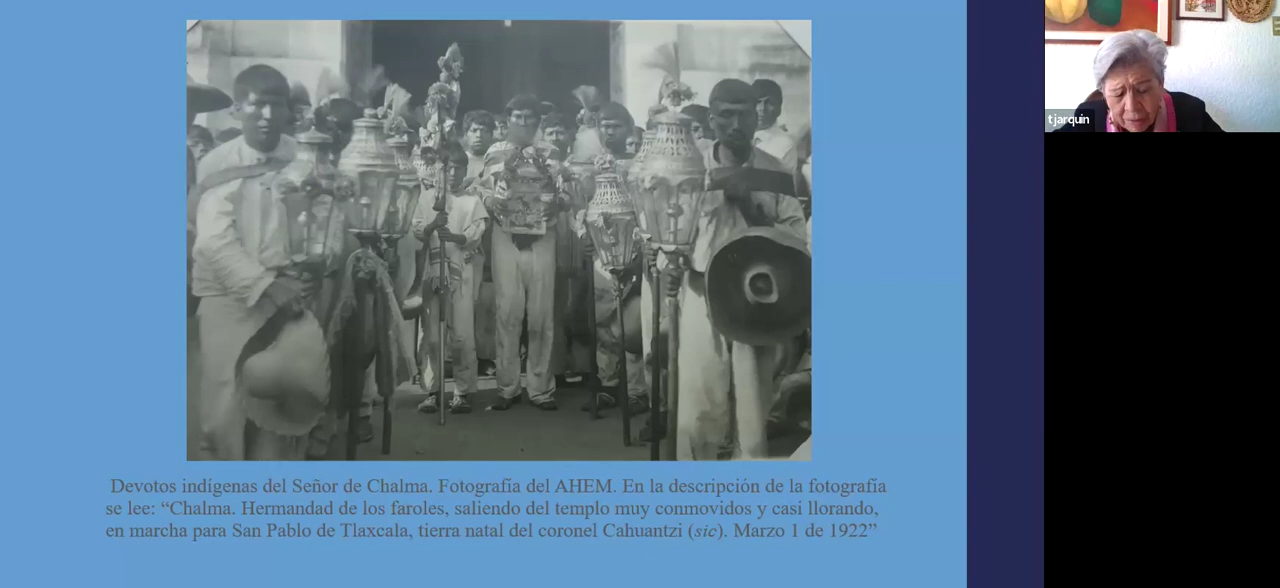 Devotos indígenas del Señor de Chalma. Fotografía del AHEM. En la descripción de la fotografía
se lee: “Chalma. Hermandad de los faroles, saliendo del templo muy conmovidos y casi llorando,
en marcha para San Pablo de Tlaxcala, tierra natal del coronel Cahuantzi (sic). Marzo 1 de 1922”
tjarquin